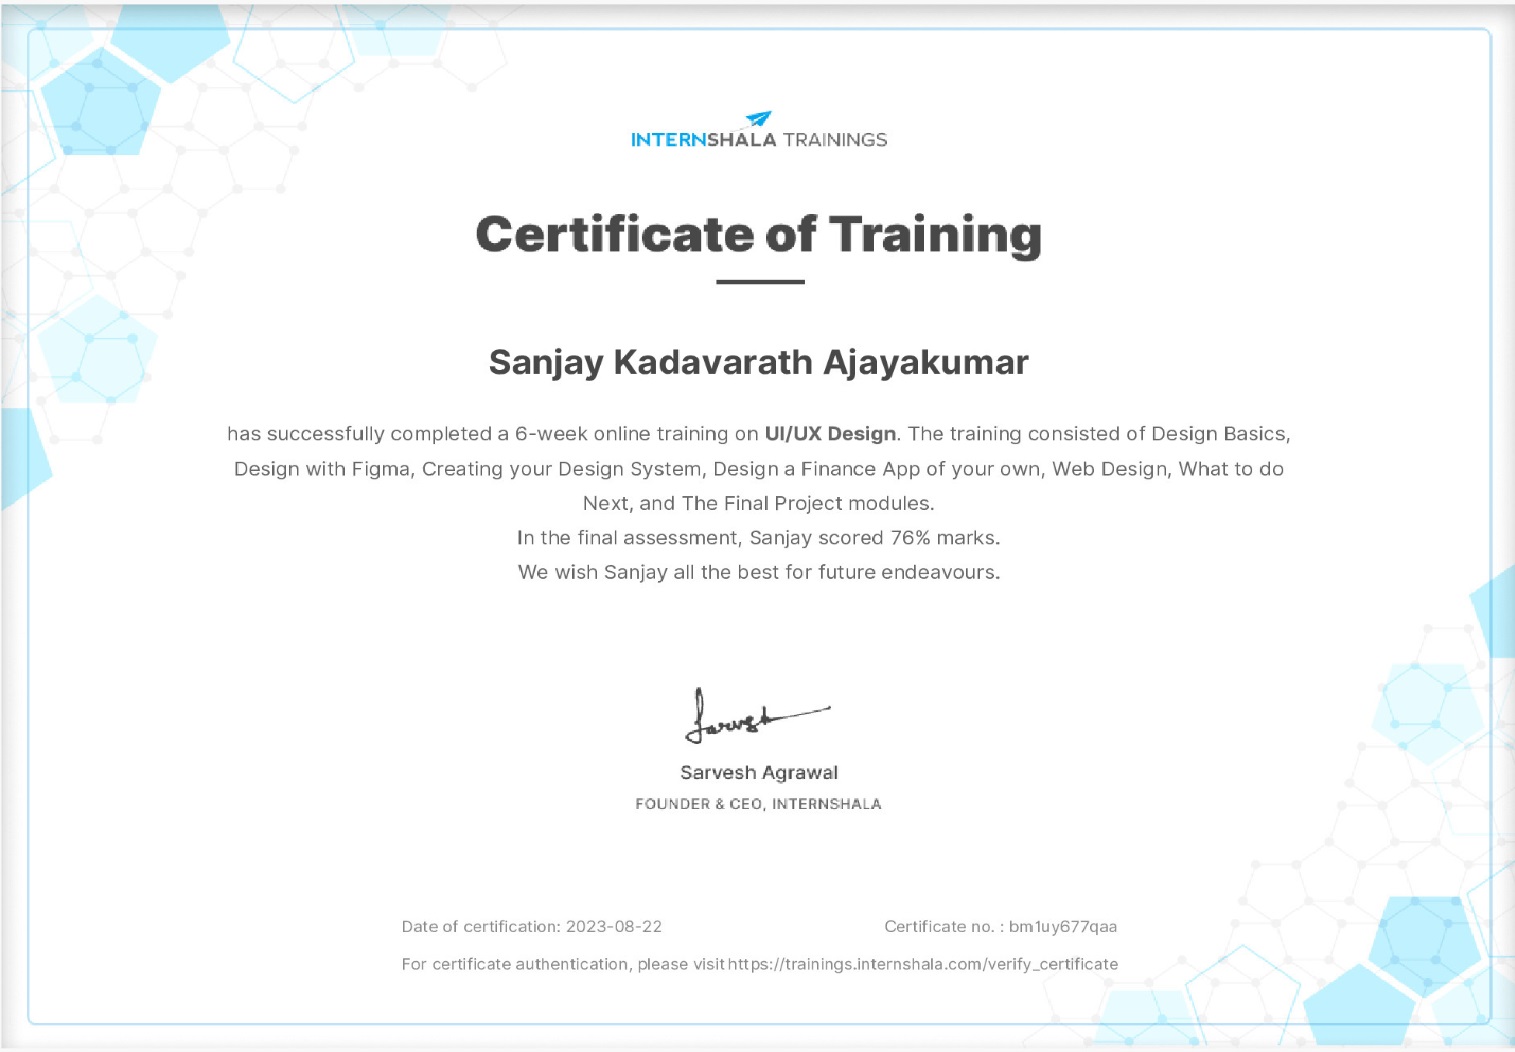 INTERNSHALA TRAININGS
Certificate of Training
Sanjay Kadavarath Ajayakumar
has successfully completed a 6-week online training on UI/UX Design. The training consisted of Design Basics,
Design with Figma, Creating your Design System, Design a Finance App of your own, Web Design, What to do
Next, and The Final Project modules.
In the final assessment, Sanjay scored 76% marks.
We wish Sanjay all the best for future endeavours.
Sarvesh
Sarvesh Agrawal
FOUNDER & CEO, INTERNSHALA
Date of certification: 2023-08-22 Certificate no. : bm1uy677qaa
For certificate authentication, please visit https://trainings.internshala.com/verify_certificate